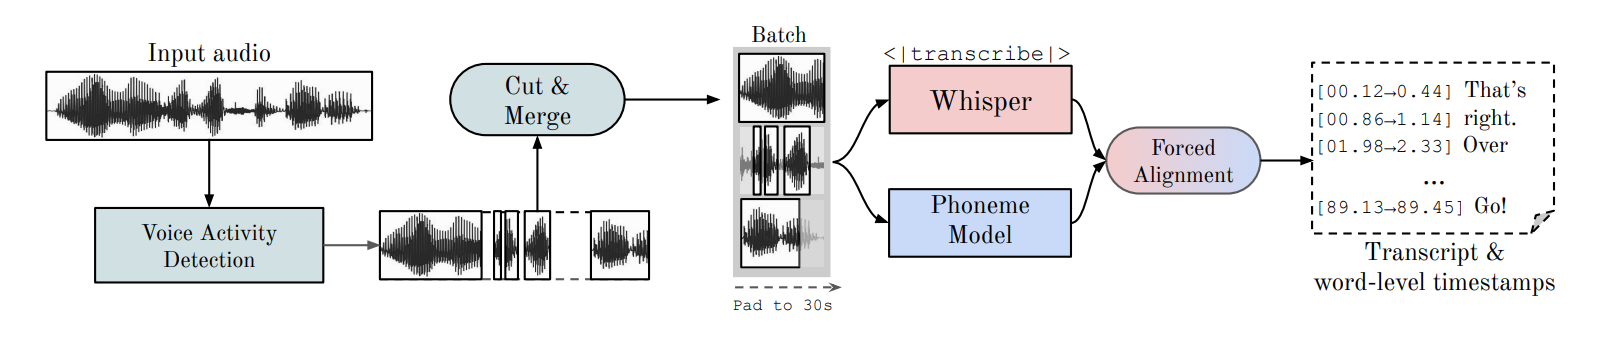 Input audio
Voice Activity
Detection
Cut &
Merge
Batch
Pad to 30s
<|transcribe|>
Whisper
Phoneme
Model
Forced
Alignment
[00.12→0.44] That's
[00.86→1.14] right.
[01.98→2.33] Over
...
[89.13→89.45] Go!
Transcript &
word-level timestamps